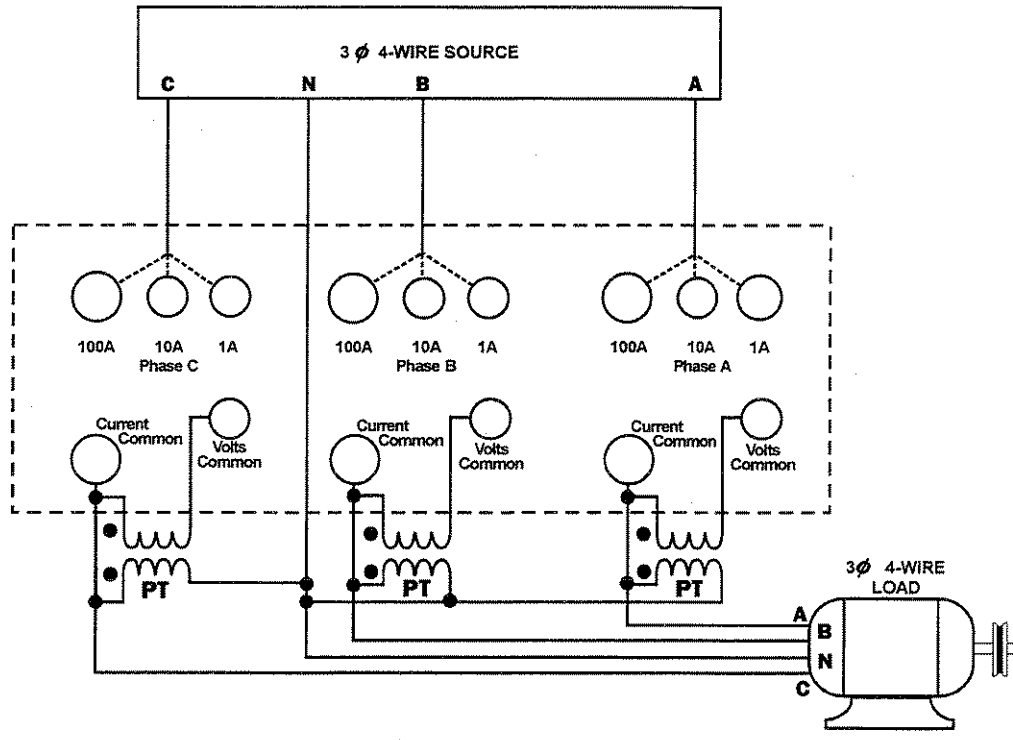 3 ϕ 4-WIRE SOURCE
C N B A
100A 10A 1A
Phase C
100A 10A 1A
Phase B
100A 10A 1A
Phase A
Current
Common
Volts
Common
Current
Common
Volts
Common
Current
Common
Volts
Common
PT
PT
PT
3ϕ 4-WIRE
LOAD
A
B
N
C